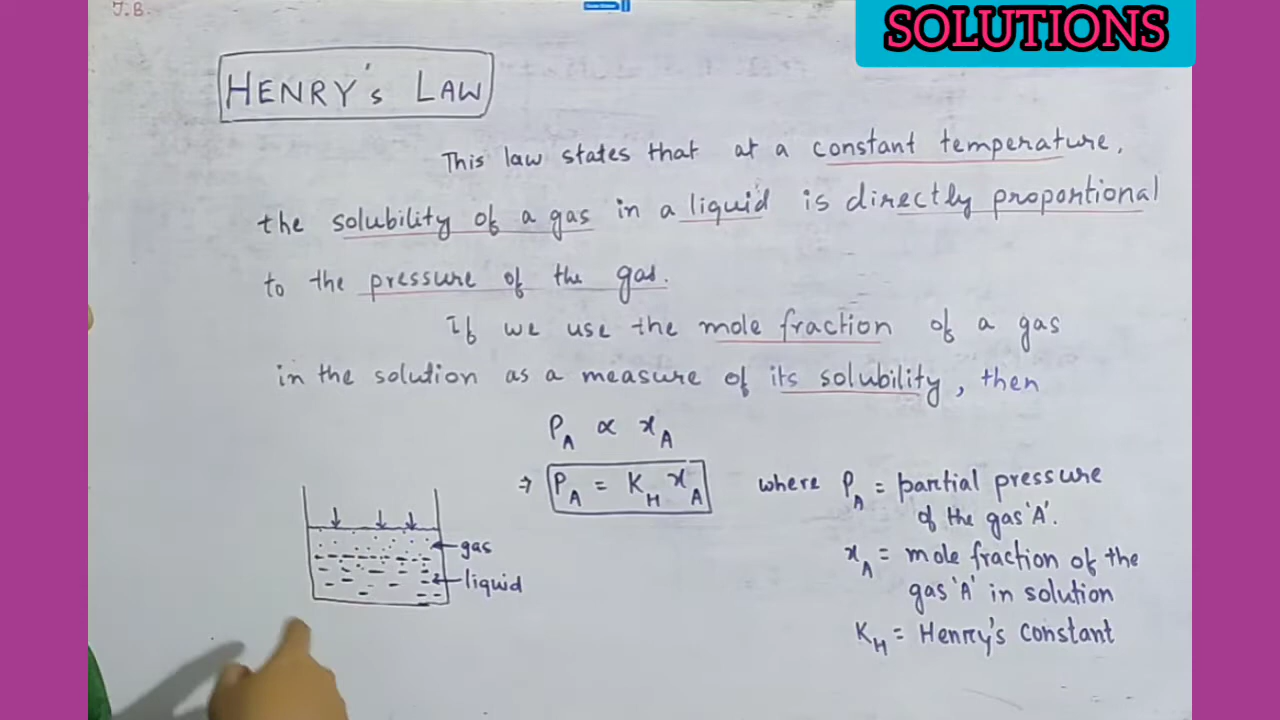 J.B.
SOLUTIONS
HENRY's LAW
This law states that at a constant temperature,
the solubility of a gas in a liquid is directly proportional
to the pressure of the gas.
If we use the mole fraction of a gas
in the solution as a measure of its solubility, then
P_A ∝ x_A
⇒ P_A = K_H x_A where P_A = partial pressure
of the gas 'A'.
x_A = mole fraction of the
gas 'A' in solution
K_H = Henry's constant
gas
liquid